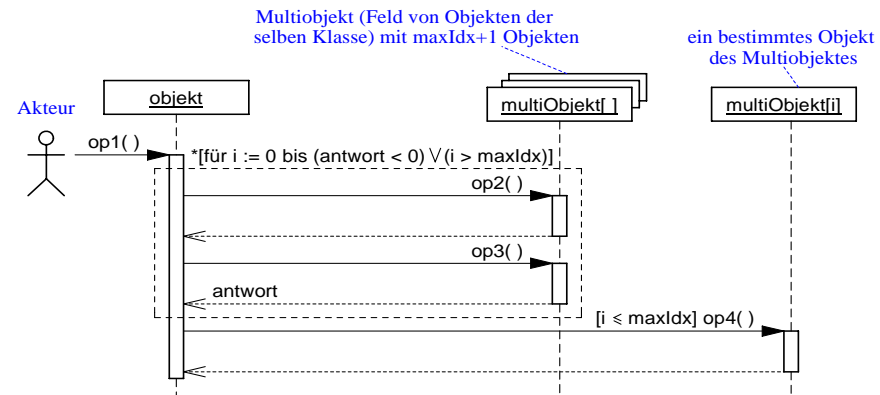 Multiobjekt (Feld von Objekten der
selben Klasse) mit maxIdx+1 Objekten
ein bestimmtes Objekt
des Multiobjektes
Akteur
objekt
multiObjekt[ ]
multiObjekt[i]
op1( )
*[für i := 0 bis (antwort < 0) ∨ (i > maxIdx)]
op2( )
op3( )
antwort
[i ⩽ maxIdx] op4( )